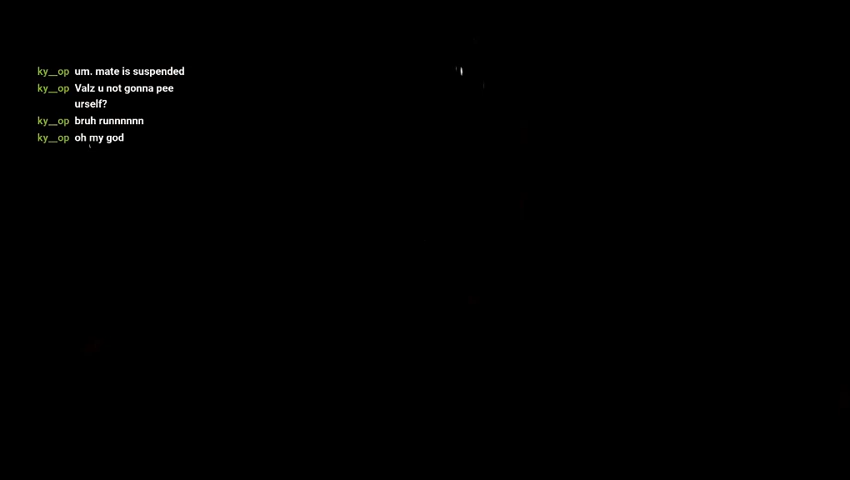 ky__op um. mate is suspended
ky__op Valz u not gonna pee
urself?
ky__op bruh runnnnnn
ky__op oh my god